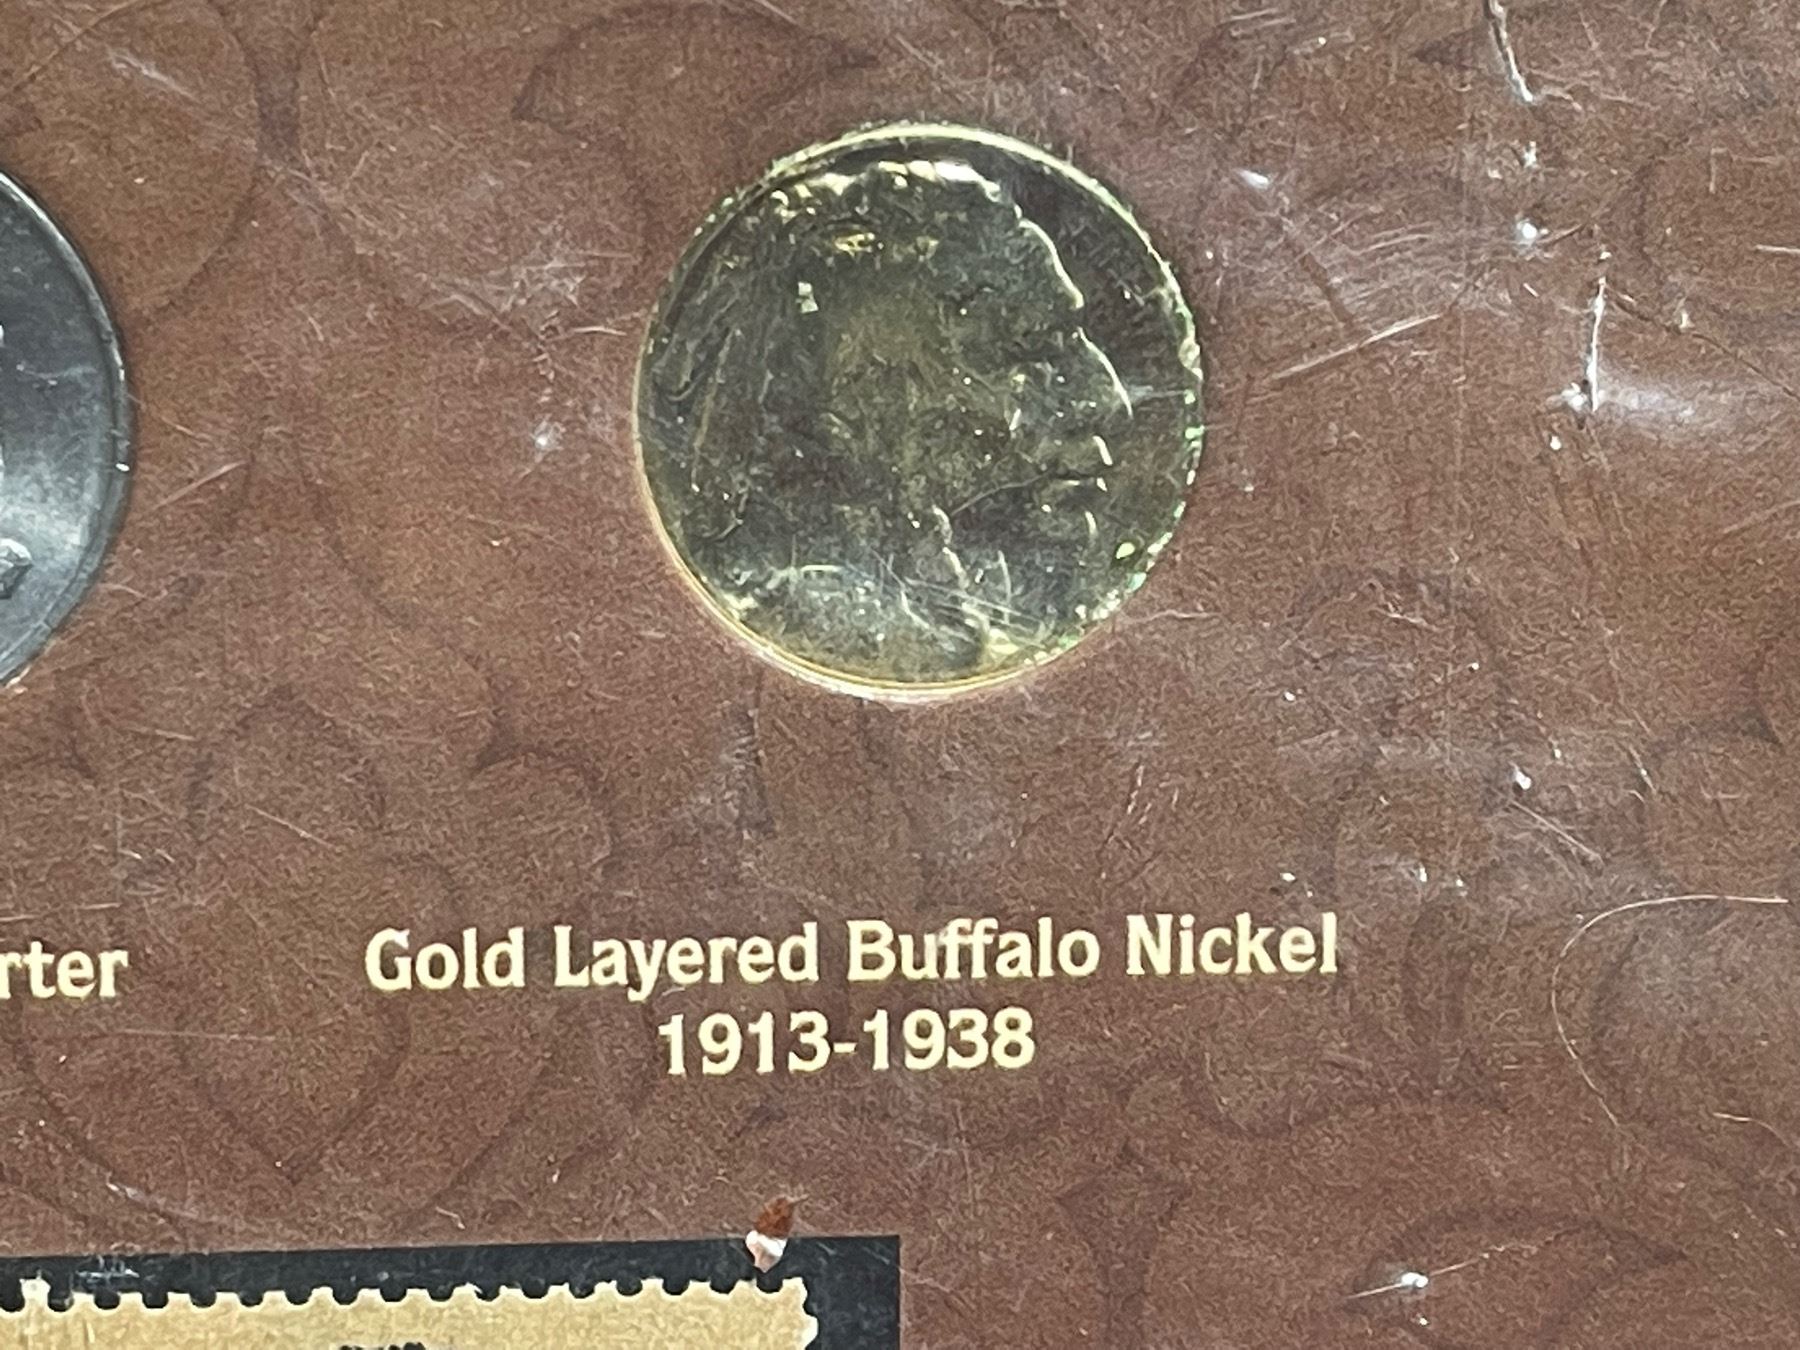 rter
Gold Layered Buffalo Nickel
1913-1938